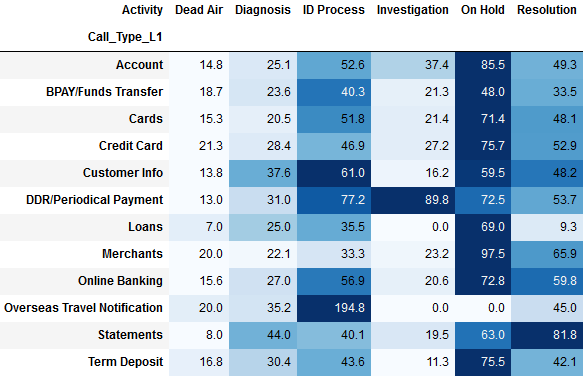 Activity Dead Air Diagnosis ID Process Investigation On Hold Resolution
Call_Type_L1
Account 14.8 25.1 52.6 37.4 85.5 49.3
BPAY/Funds Transfer 18.7 23.6 40.3 21.3 48.0 33.5
Cards 15.3 20.5 51.8 21.4 71.4 48.1
Credit Card 21.3 28.4 46.9 27.2 75.7 52.9
Customer Info 13.8 37.6 61.0 16.2 59.5 48.2
DDR/Periodical Payment 13.0 31.0 77.2 89.8 72.5 53.7
Loans 7.0 25.0 35.5 0.0 69.0 9.3
Merchants 20.0 22.1 33.3 23.2 97.5 65.9
Online Banking 15.6 27.0 56.9 20.6 72.8 59.8
Overseas Travel Notification 20.0 35.2 194.8 0.0 0.0 45.0
Statements 8.0 44.0 40.1 19.5 63.0 81.8
Term Deposit 16.8 30.4 43.6 11.3 75.5 42.1